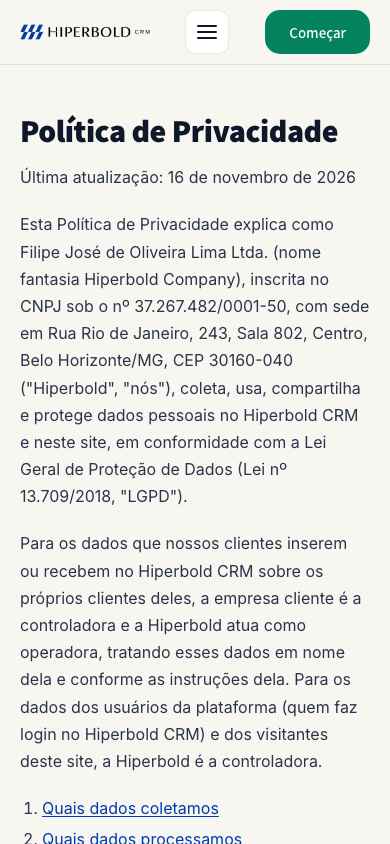 HIPERBOLD CRM
Começar
Política de Privacidade
Última atualização: 16 de novembro de 2026
Esta Política de Privacidade explica como
Filipe José de Oliveira Lima Ltda. (nome
fantasia Hiperbold Company), inscrita no
CNPJ sob o nº 37.267.482/0001-50, com sede
em Rua Rio de Janeiro, 243, Sala 802, Centro,
Belo Horizonte/MG, CEP 30160-040
("Hiperbold", "nós"), coleta, usa, compartilha
e protege dados pessoais no Hiperbold CRM
e neste site, em conformidade com a Lei
Geral de Proteção de Dados (Lei nº
13.709/2018, "LGPD").
Para os dados que nossos clientes inserem
ou recebem no Hiperbold CRM sobre os
próprios clientes deles, a empresa cliente é a
controladora e a Hiperbold atua como
operadora, tratando esses dados em nome
dela e conforme as instruções dela. Para os
dados dos usuários da plataforma (quem faz
login no Hiperbold CRM) e dos visitantes
deste site, a Hiperbold é a controladora.
1. Quais dados coletamos
2. Quais dados processamos